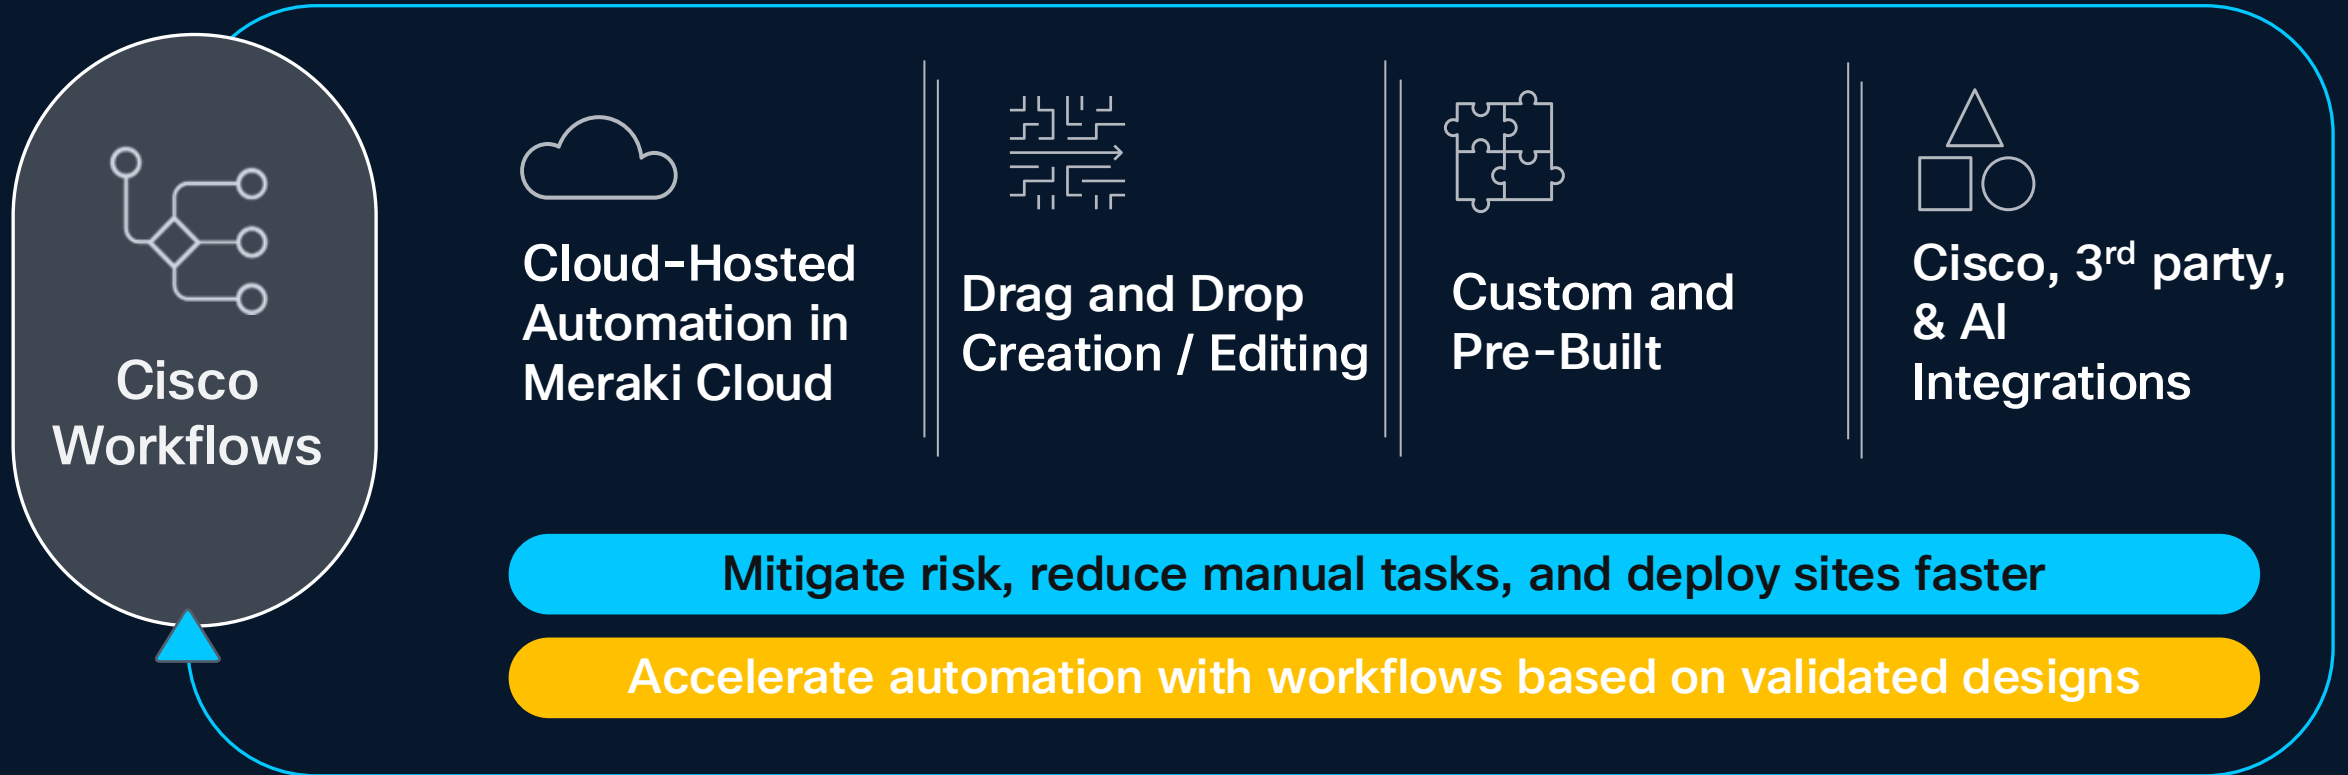 Cisco
Workflows
Cloud-Hosted
Automation in
Meraki Cloud
Drag and Drop
Creation / Editing
Custom and
Pre-Built
Cisco, 3rd party,
& AI
Integrations
Mitigate risk, reduce manual tasks, and deploy sites faster
Accelerate automation with workflows based on validated designs